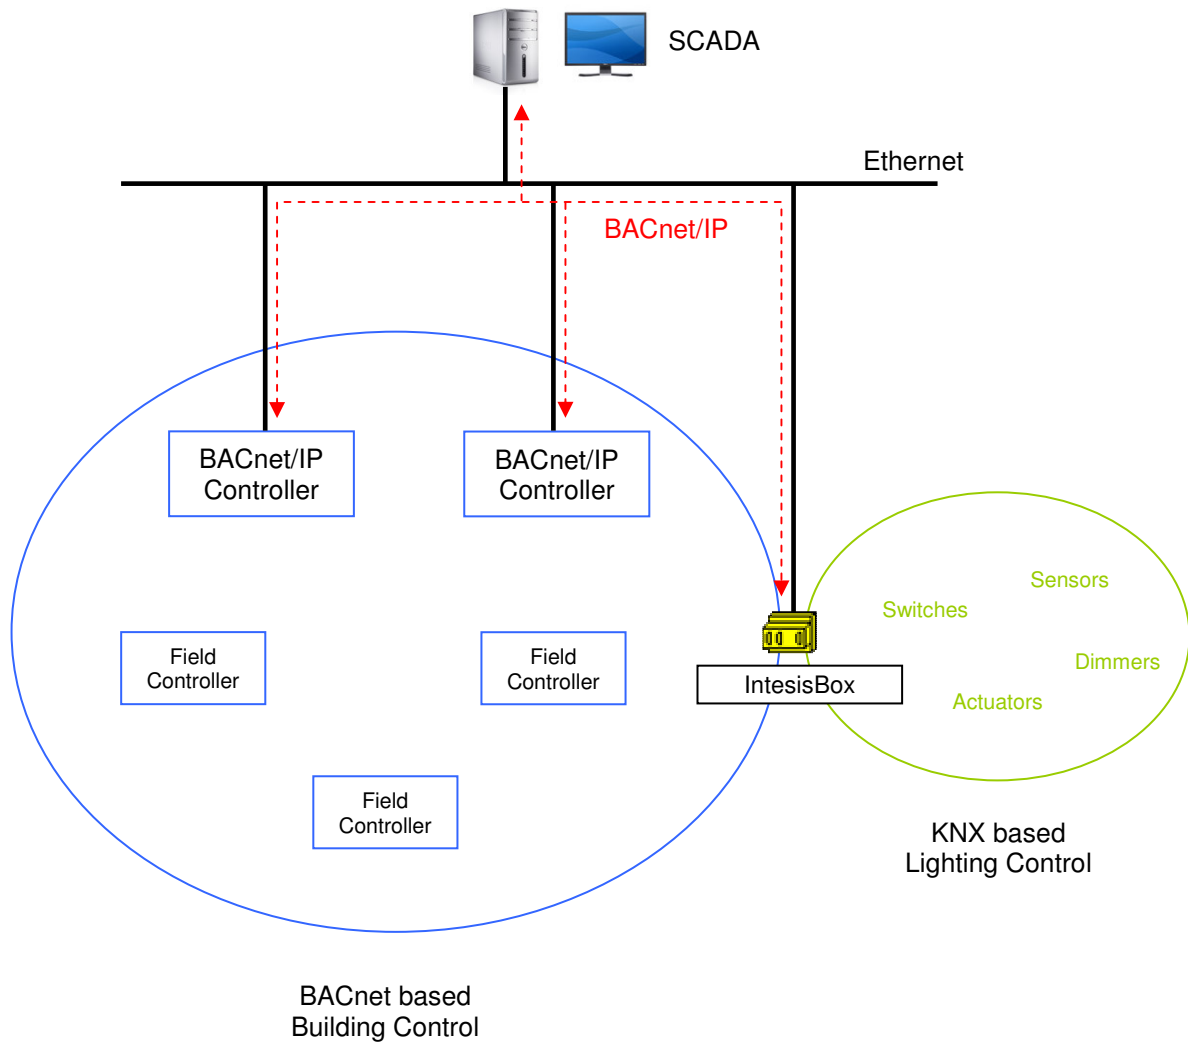 SCADA
Ethernet
BACnet/IP
BACnet/IP
Controller
BACnet/IP
Controller
Sensors
Switches
Field
Controller
Field
Controller
Dimmers
IntesisBox
Actuators
Field
Controller
KNX based
Lighting Control
BACnet based
Building Control